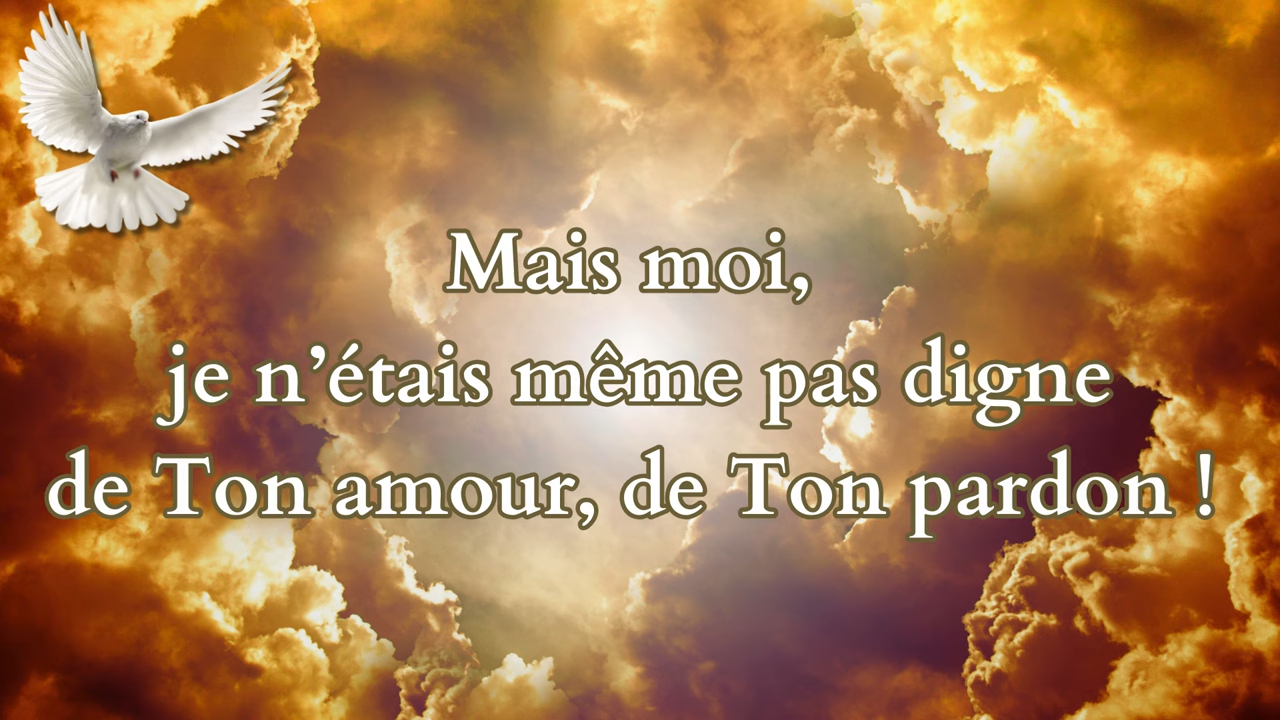 Mais moi,
je n’étais même pas digne
de Ton amour, de Ton pardon !